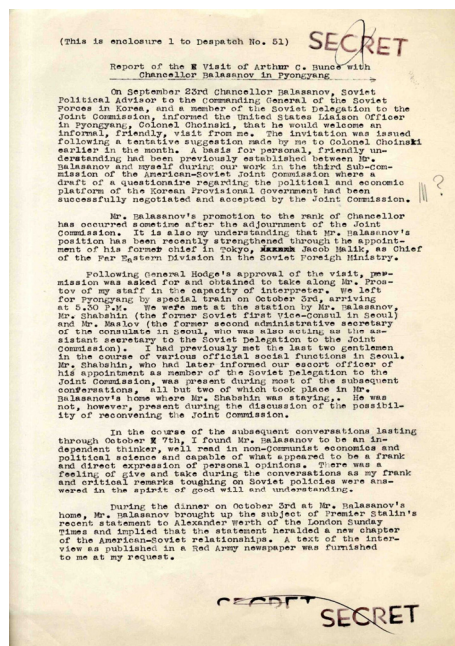 (This is enclosure 1 to Despatch No. 51)
SECRET
Report of the E Visit of Arthur C. Bunce with
Chancellor Balasanov in Pyongyang
On September 23rd Chancellor Balasanov, Soviet
Political Advisor to the Commanding General of the Soviet
Forces in Korea, and a member of the Soviet Delegation to the
Joint Commission, informed the United States Liaison Officer
in Pyongyang, Colonel Choinski, that he would welcome an
informal, friendly, visit from me. The invitation was issued
following a tentative suggestion made by me to Colonel Choinski
earlier in the month. A basis for personal, friendly un-
derstanding had been previously established between Mr.
Balasanov and myself during our work in the third Sub-Com-
mission of the American-Soviet Joint Commission where a
draft of a questionaire regarding the political and economic
platform of the Korean Provisional Government had been
successfully negotiated and accepted by the Joint Commission.
?
Mr. Balasanov's promotion to the rank of Chancellor
has occurred sometime after the adjournment of the Joint
Commission. It is also my understanding that Mr. Balasanov's
position has been recently strengthened through the appoint-
ment of his former chief in Tokyo, Jacob Malik, as Chief
of the Far Eastern Division in the Soviet Foreigh Ministry.
Following General Hodge's approval of the visit, per-
mission was asked for and obtained to take along Mr. Pros-
tov of my staff in the capacity of interpreter. We left
for Pyongyang by special train on October 3rd, arriving
at 5.30 P.M. We were met at the station by Mr. Balasanov,
Mr. Shabshin (the former Soviet first Vice-Consul in Seoul)
and Mr. Maslov (the former second administrative secretary
of the consulate in Seoul, who was also acting as the as-
sistant secretary to the Soviet Delegation to the Joint
Commission). I had previously met the last two gentlemen
in the course of various official social functions in Seoul.
Mr. Shabshin, who had later informed our escort officer of
his appointment as member of the Soviet Delegation to the
Joint Commission, was present during most of the subsequent
conversations, all but two of which took place in Mr.
Balasanov's home where Mr. Shabshin was staying,. He was
not, however, present during the discussion of the possibil-
ity of reconvening the Joint Commission.
In the course of the subsequent conversations lasting
through October 7th, I found Mr. Balasanov to be an in-
dependent thinker, well read in non-Communist economics and
political science and capable of what appeared to be a frank
and direct expression of personal opinions. There was a
feeling of give and take during the conversations as my frank
and critical remarks toughing on Soviet policies were ans-
wered in the spirit of good will and understanding.
During the dinner on October 3rd at Mr. Balasanov's
home, Mr. Balasanov brought up the subject of Premier Stalin's
recent statement to Alexander Werth of the London Sunday
Times and implied that the statement heralded a new chapter
of the American-Soviet relationships. A text of the inter-
view as published in a Red Army newspaper was furnished
to me at my request.
SECRET
SECRET